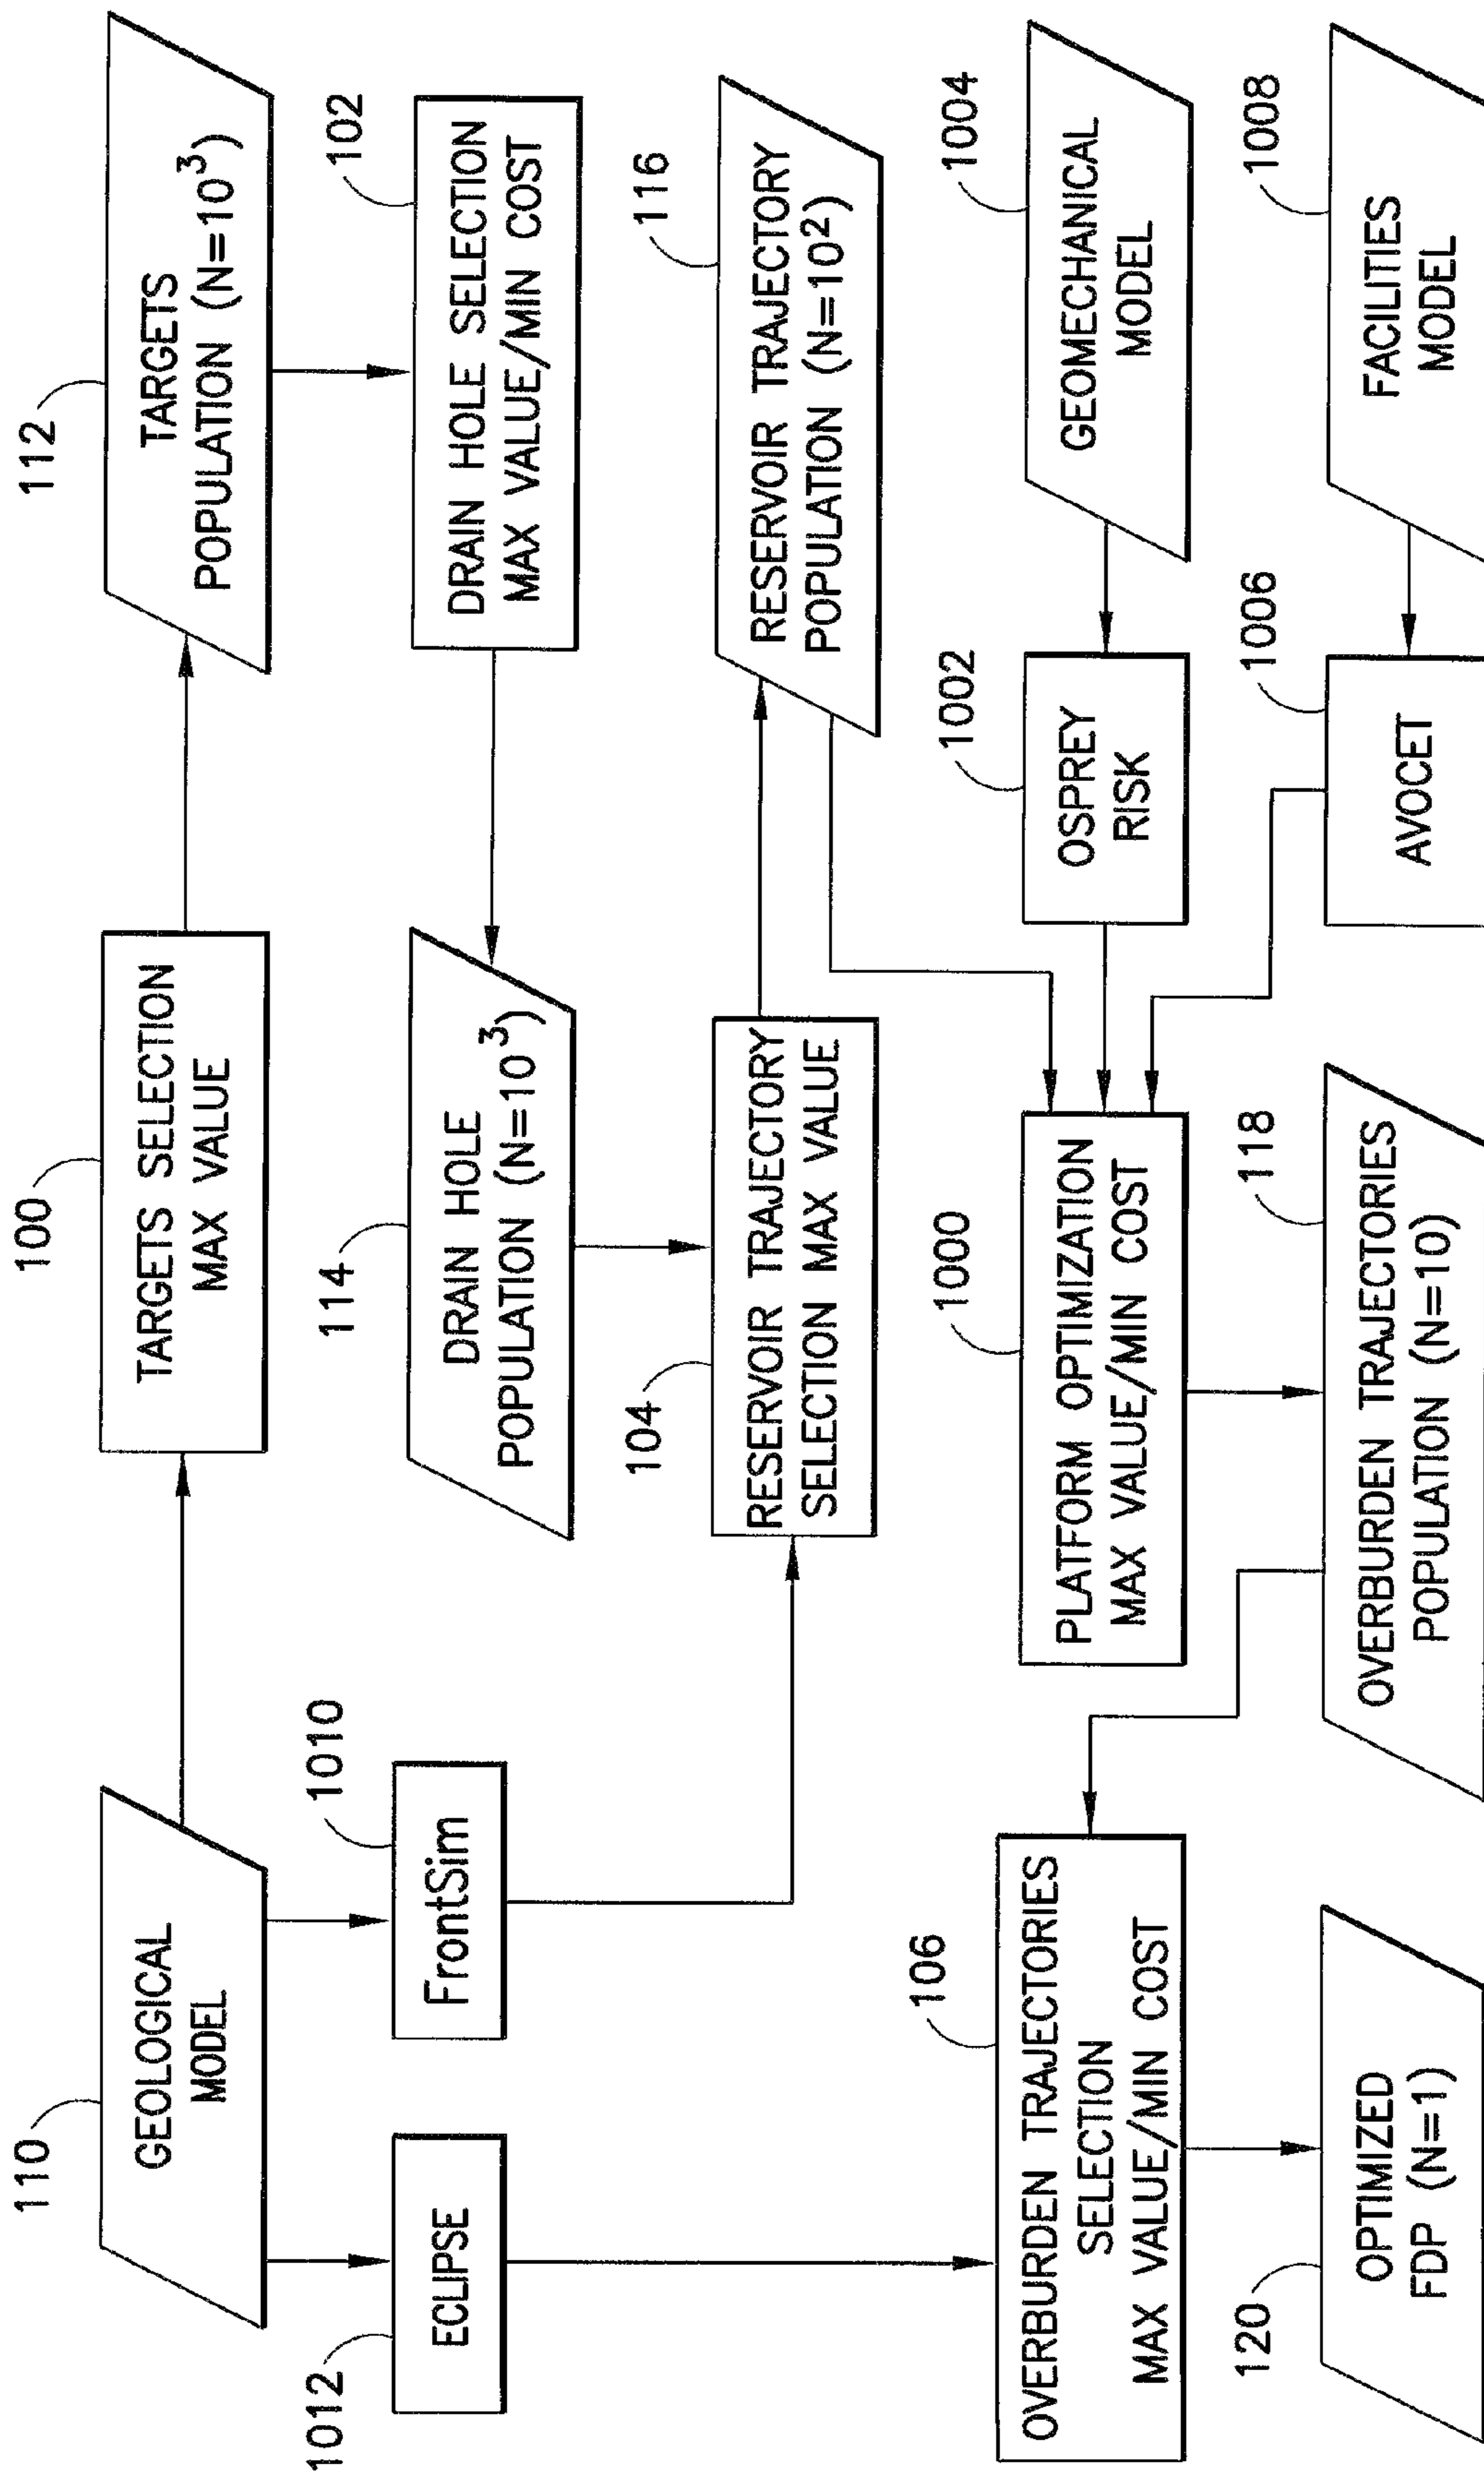 110
GEOLOGICAL
MODEL
100
TARGETS SELECTION
MAX VALUE
112
TARGETS
POPULATION (N=10³)
1012
ECLIPSE
1010
FrontSim
114
DRAIN HOLE
POPULATION (N=10³)
102
DRAIN HOLE SELECTION
MAX VALUE/MIN COST
104
RESERVOIR TRAJECTORY
SELECTION MAX VALUE
116
RESERVOIR TRAJECTORY
POPULATION (N=10²)
106
OVERBURDEN TRAJECTORIES
SELECTION
MAX VALUE/MIN COST
1000
PLATFORM OPTIMIZATION
MAX VALUE/MIN COST
1002
OSPREY
RISK
1004
GEOMECHANICAL
MODEL
120
OPTIMIZED
FDP (N=1)
118
OVERBURDEN TRAJECTORIES
POPULATION (N=10)
1006
AVOCET
1008
FACILITIES
MODEL